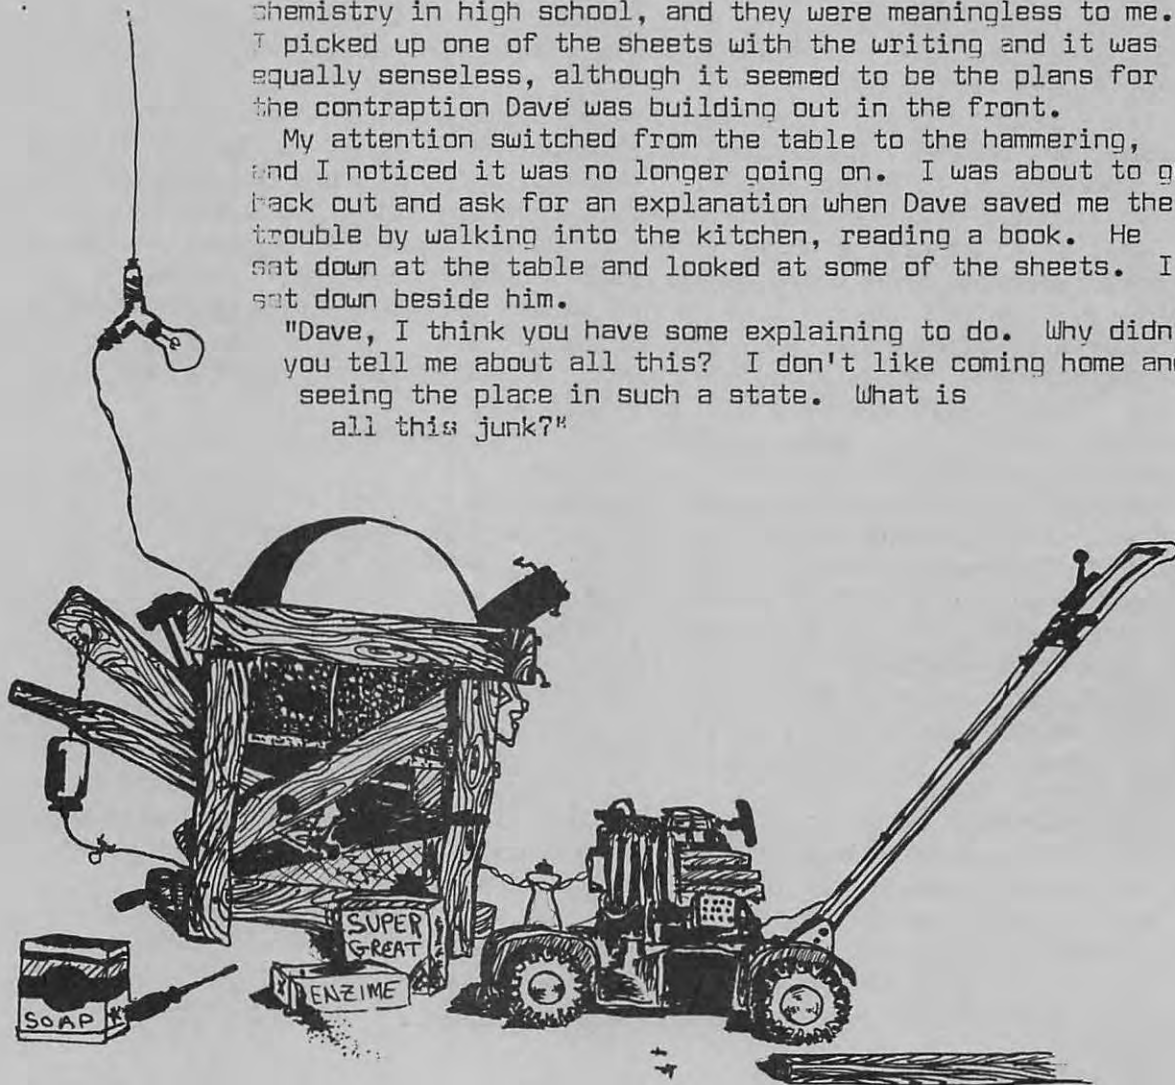 chemistry in high school, and they were meaningless to me.
I picked up one of the sheets with the writing and it was
equally senseless, although it seemed to be the plans for
the contraption Dave was building out in the front.
My attention switched from the table to the hammering,
and I noticed it was no longer going on.  I was about to g
back out and ask for an explanation when Dave saved me the
trouble by walking into the kitchen, reading a book.  He
sat down at the table and looked at some of the sheets.  I
sat down beside him.
"Dave, I think you have some explaining to do.  Why didn
you tell me about all this?  I don't like coming home and
seeing the place in such a state.  What is
all this junk?"
SUPER
GREAT
ENZIME
SOAP